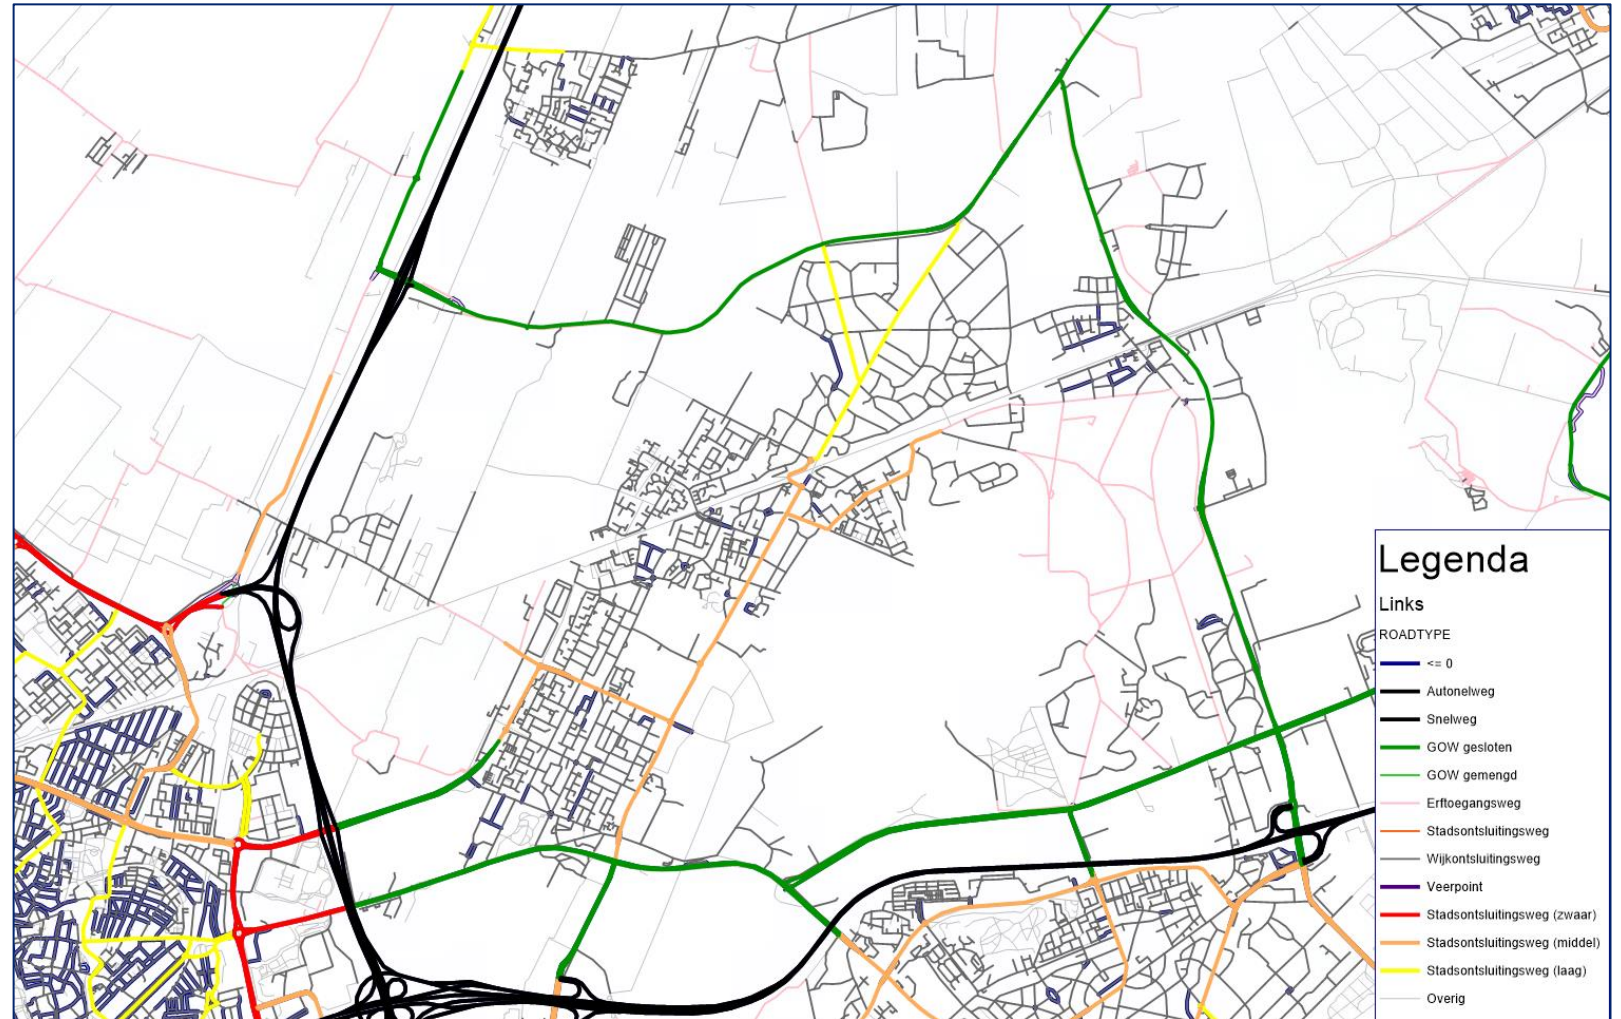 Legenda
Links
ROADTYPE
<= 0
Autonelweg
Snelweg
GOW gesloten
GOW gemengd
Erftoegangsweg
Stadsontsluitingsweg
Wijkontsluitingsweg
Veerpoint
Stadsontsluitingsweg (zwaar)
Stadsontsluitingsweg (middel)
Stadsontsluitingsweg (laag)
Overig